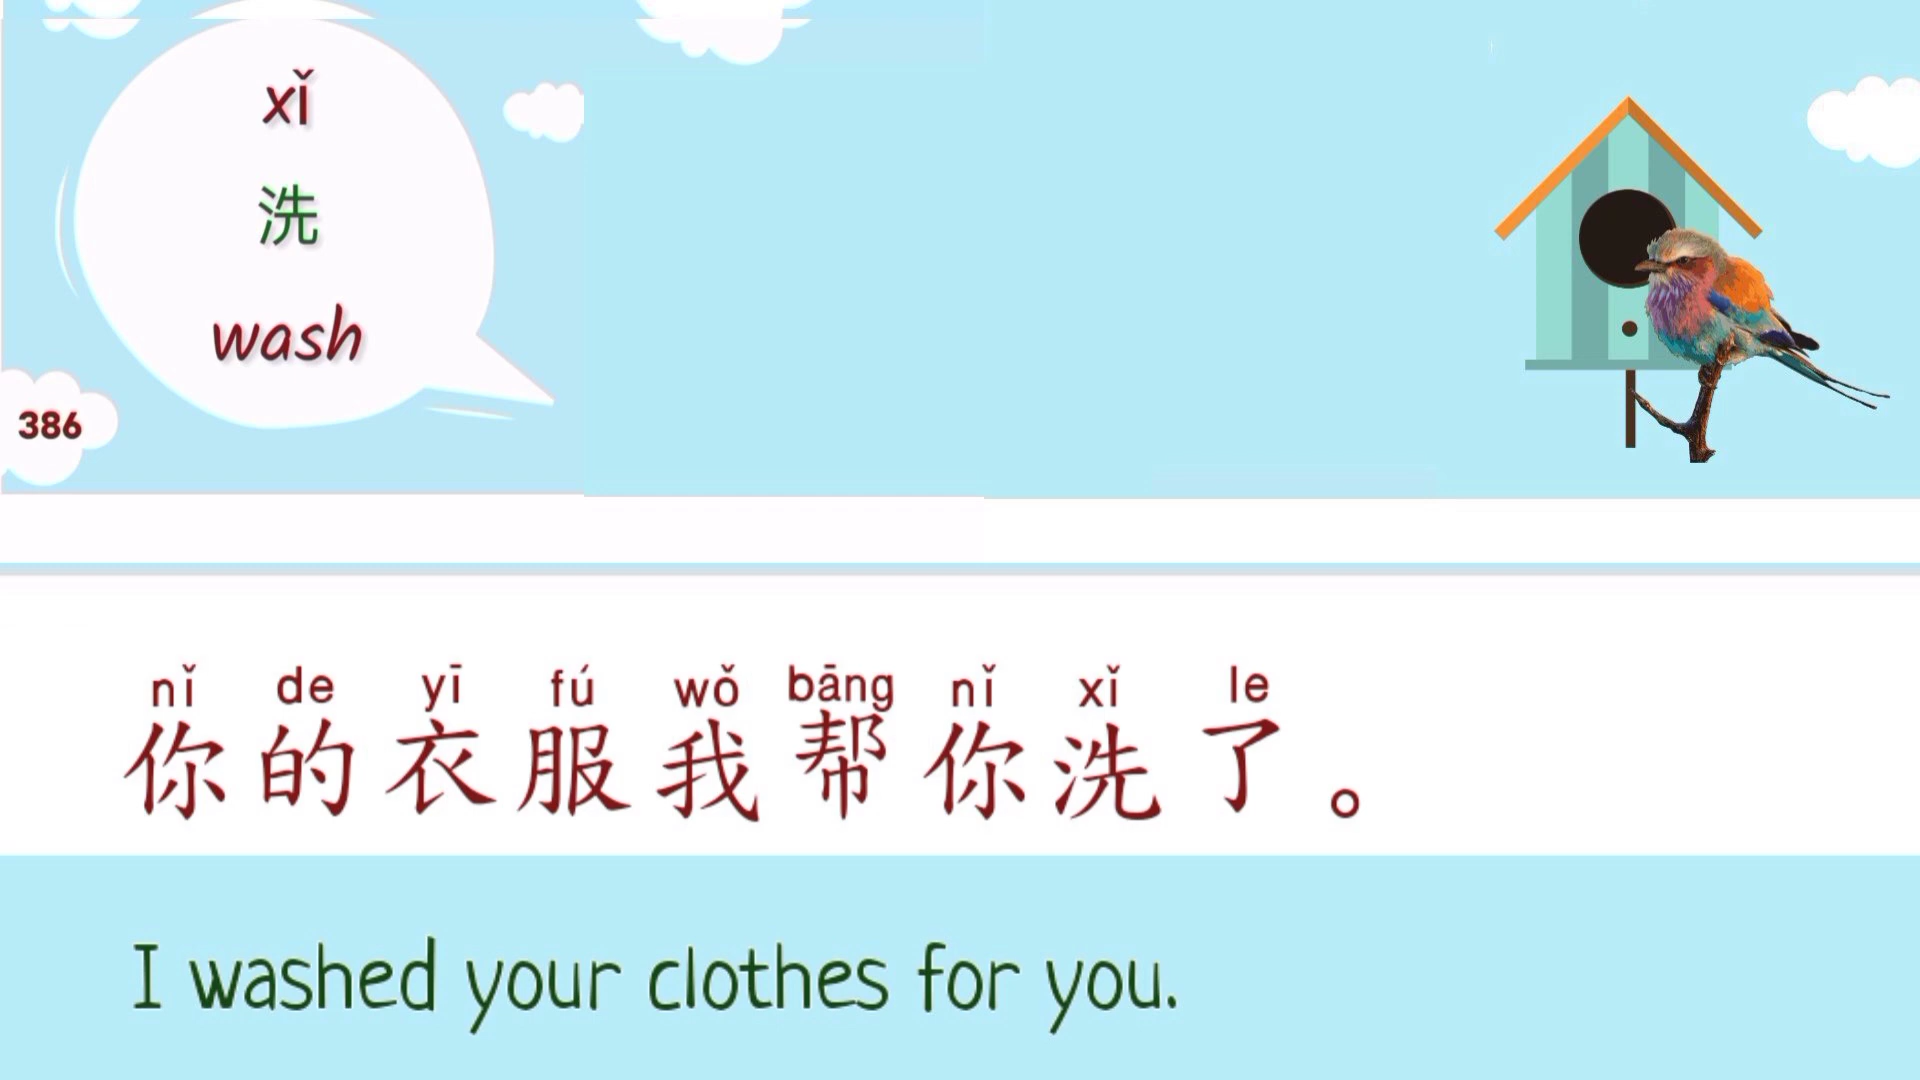 xǐ
洗
wash
386
nǐ de yī fú wǒ bāng nǐ xǐ le
你的衣服我帮你洗了。
I washed your clothes for you.